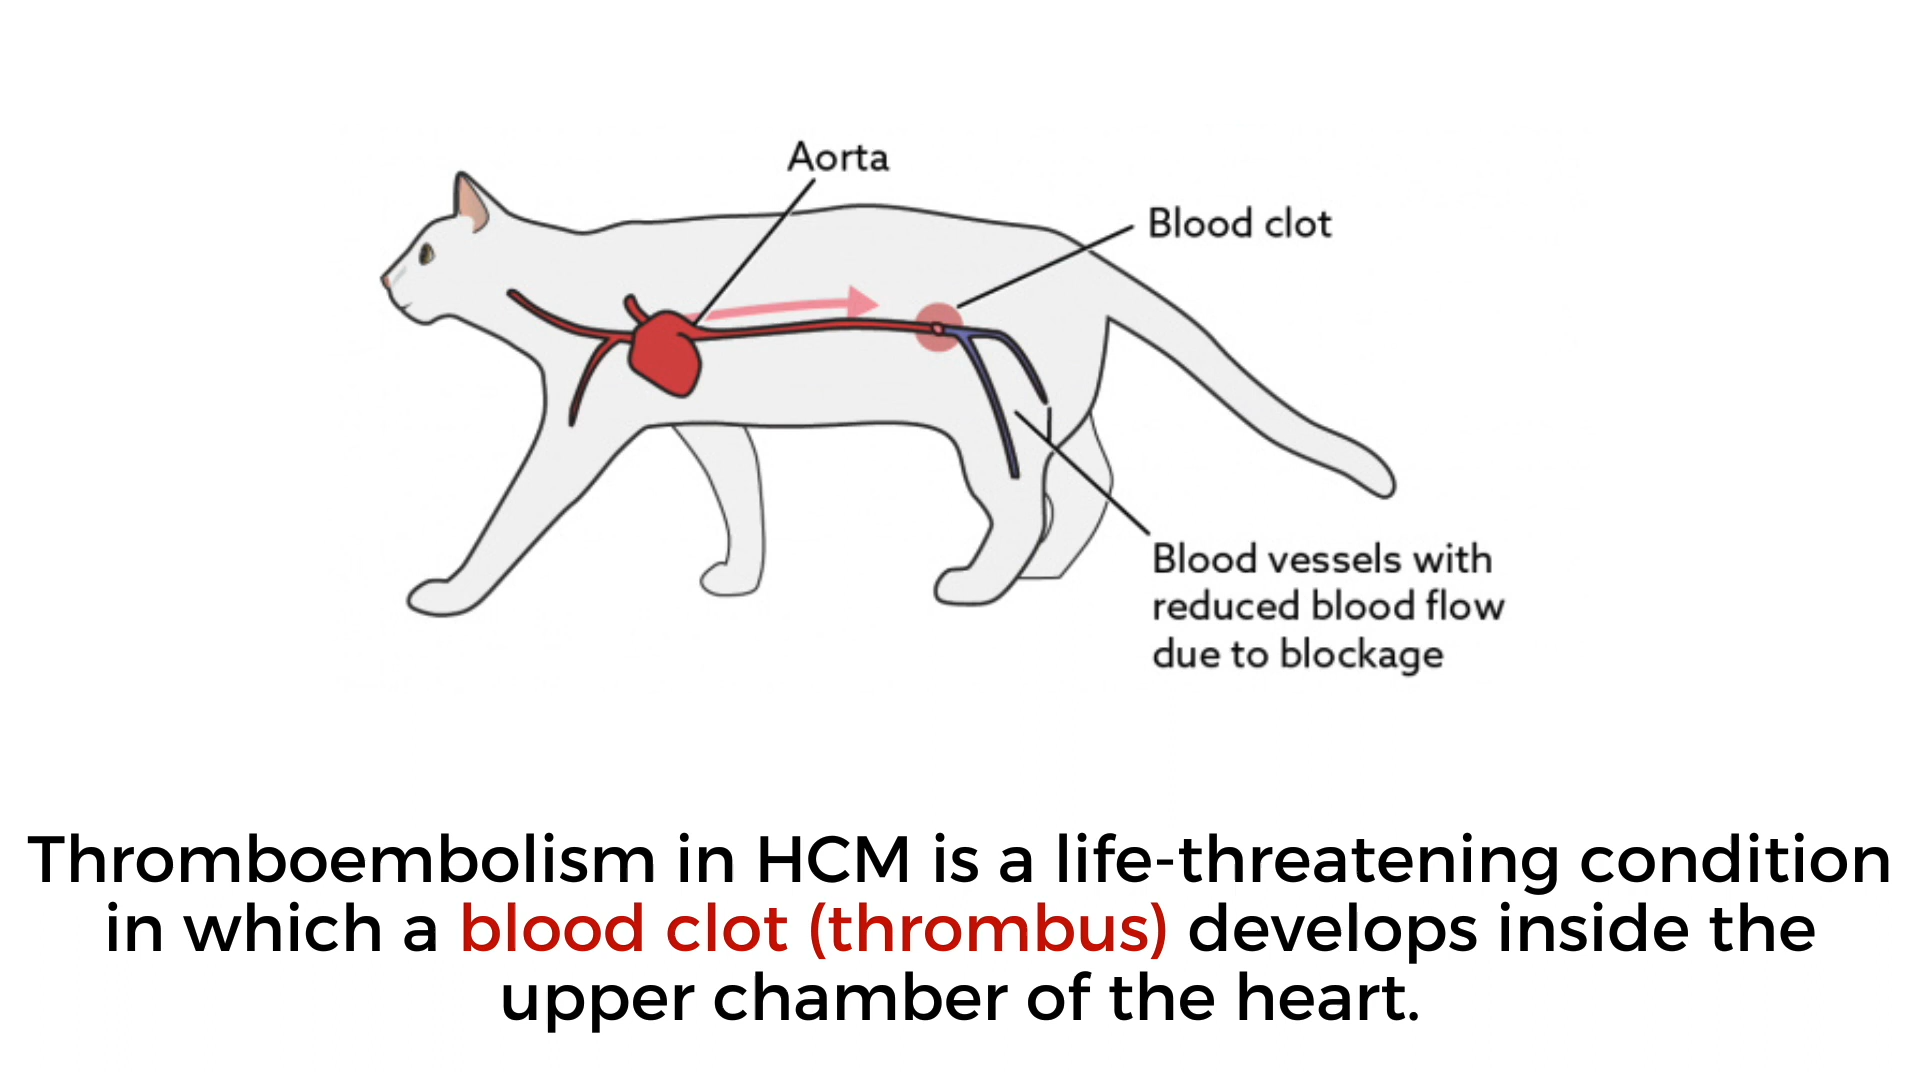 Aorta
Blood clot
Blood vessels with
reduced blood flow
due to blockage
Thromboembolism in HCM is a life-threatening condition
in which a blood clot (thrombus) develops inside the
upper chamber of the heart.